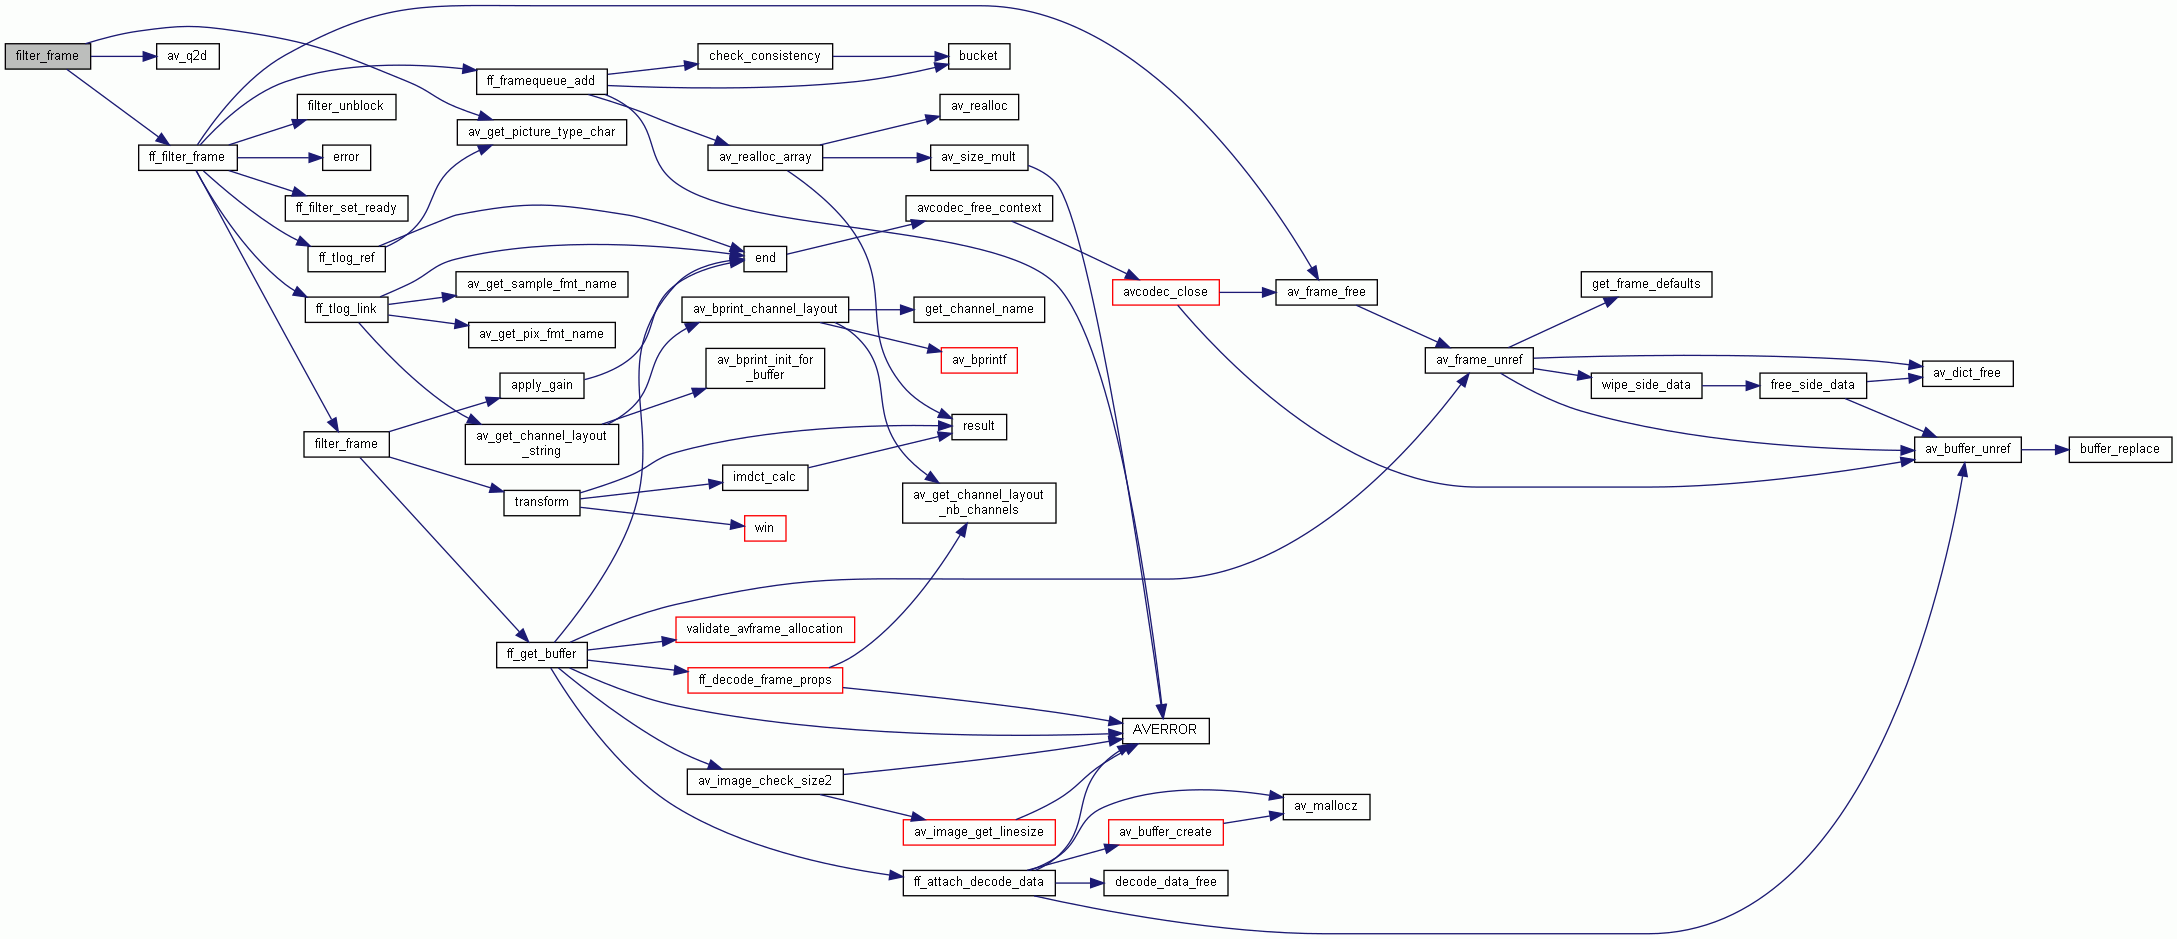 filter_frame
av_q2d
ff_filter_frame
ff_framequeue_add
check_consistency
bucket
filter_unblock
av_get_picture_type_char
error
av_realloc
av_realloc_array
av_size_mult
ff_filter_set_ready
avcodec_free_context
ff_tlog_ref
end
av_get_sample_fmt_name
ff_tlog_link
av_get_pix_fmt_name
av_bprint_channel_layout
get_channel_name
avcodec_close
av_frame_free
get_frame_defaults
av_bprint_init_for
_buffer
av_bprintf
av_frame_unref
wipe_side_data
free_side_data
av_dict_free
apply_gain
filter_frame
av_get_channel_layout
_string
result
av_buffer_unref
buffer_replace
transform
imdct_calc
win
av_get_channel_layout
_nb_channels
ff_get_buffer
validate_avframe_allocation
ff_decode_frame_props
AVERROR
av_image_check_size2
av_image_get_linesize
av_mallocz
av_buffer_create
ff_attach_decode_data
decode_data_free